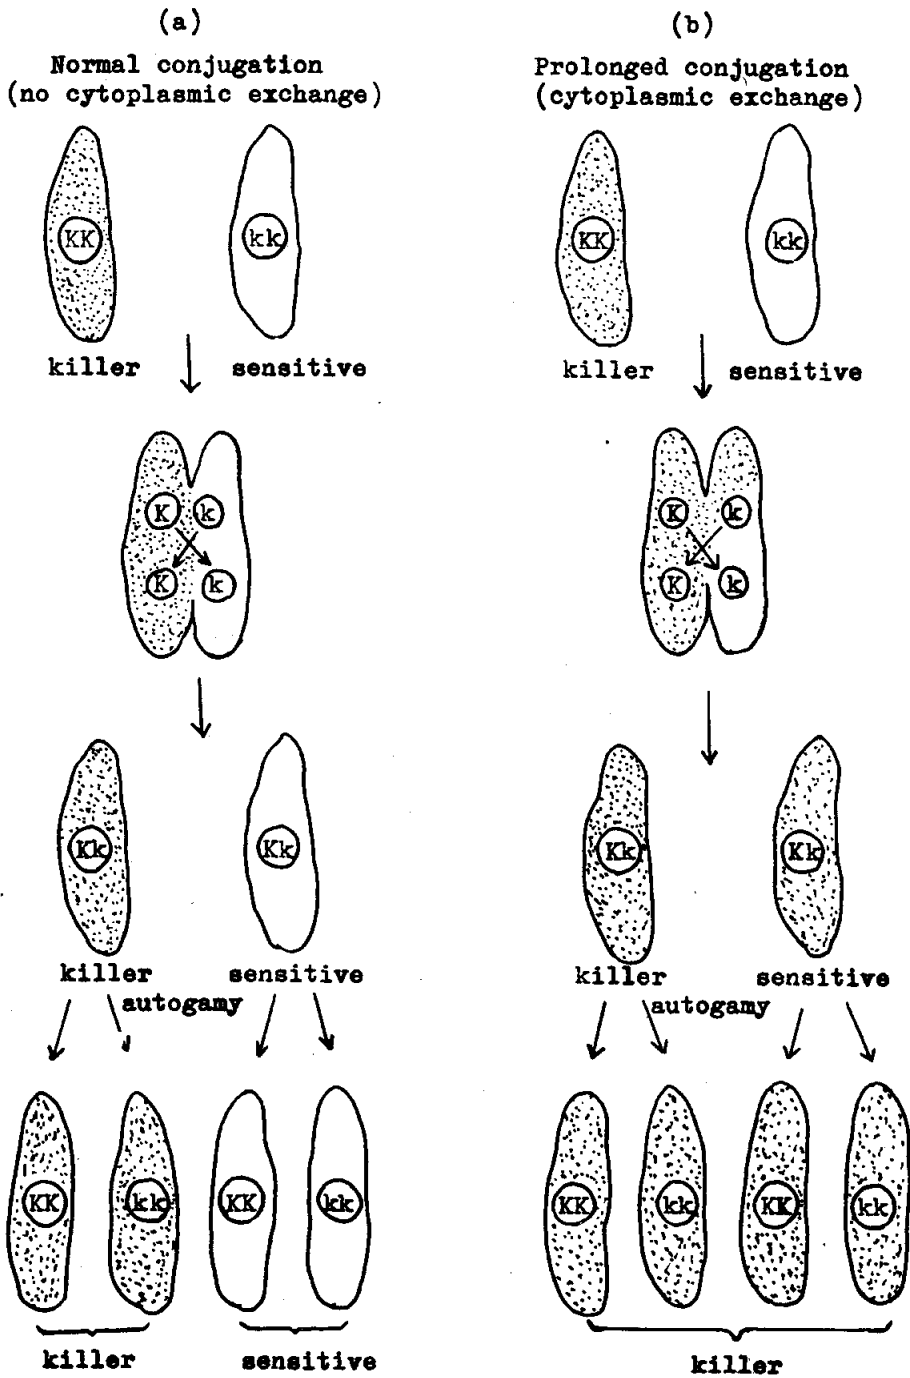 (a)
Normal conjugation
(no cytoplasmic exchange)
KK
kk
killer
sensitive
K
k
K
k
Kk
Kk
killer
sensitive
autogamy
KK
kk
KK
kk
killer
sensitive
(b)
Prolonged conjugation
(cytoplasmic exchange)
KK
kk
killer
sensitive
K
k
K
k
Kk
Kk
killer
sensitive
autogamy
KK
kk
KK
kk
killer